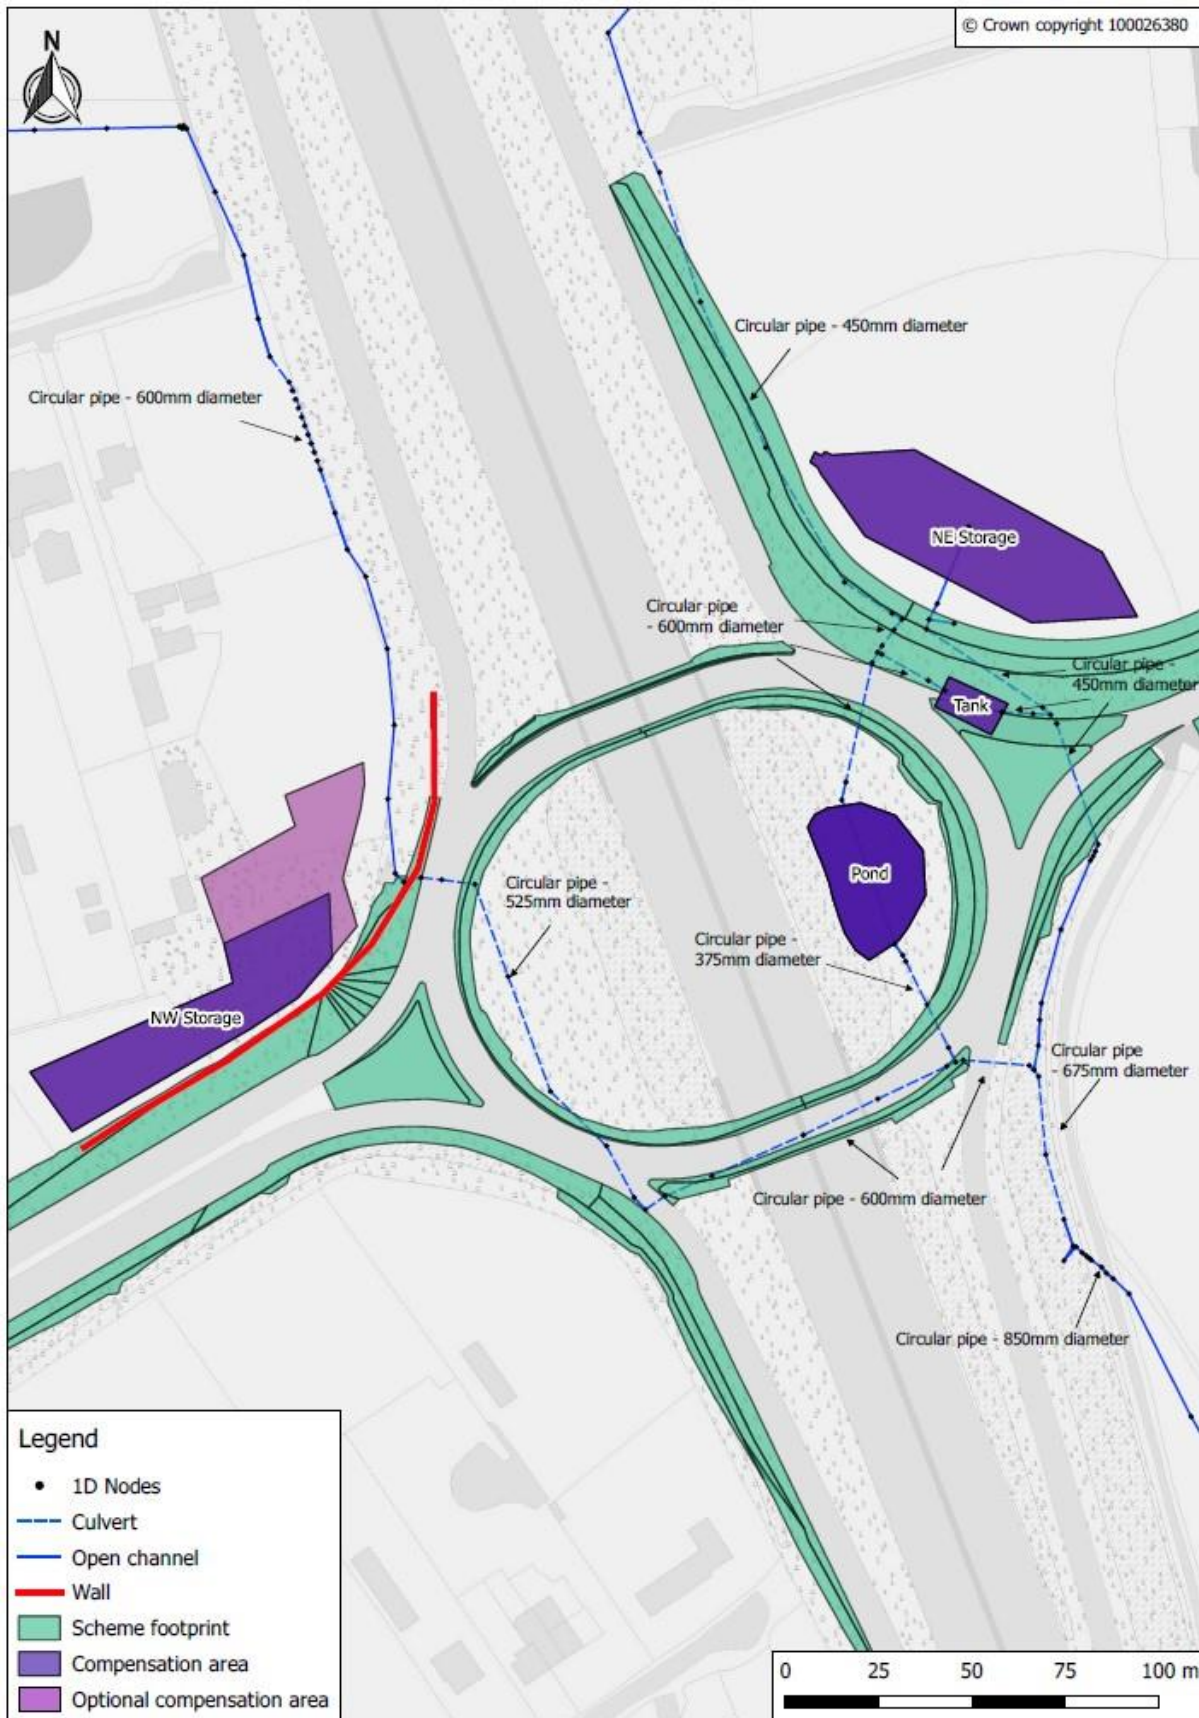 © Crown copyright 100026380
N
Circular pipe - 450mm diameter
Circular pipe - 600mm diameter
NE Storage
Circular pipe
- 600mm diameter
Circular pipe -
450mm diameter
Tank
Circular pipe -
525mm diameter
Pond
Circular pipe -
375mm diameter
NW Storage
Circular pipe
- 675mm diameter
Circular pipe - 600mm diameter
Circular pipe - 850mm diameter
Legend
1D Nodes
Culvert
Open channel
Wall
Scheme footprint
Compensation area
Optional compensation area
0 25 50 75 100 m